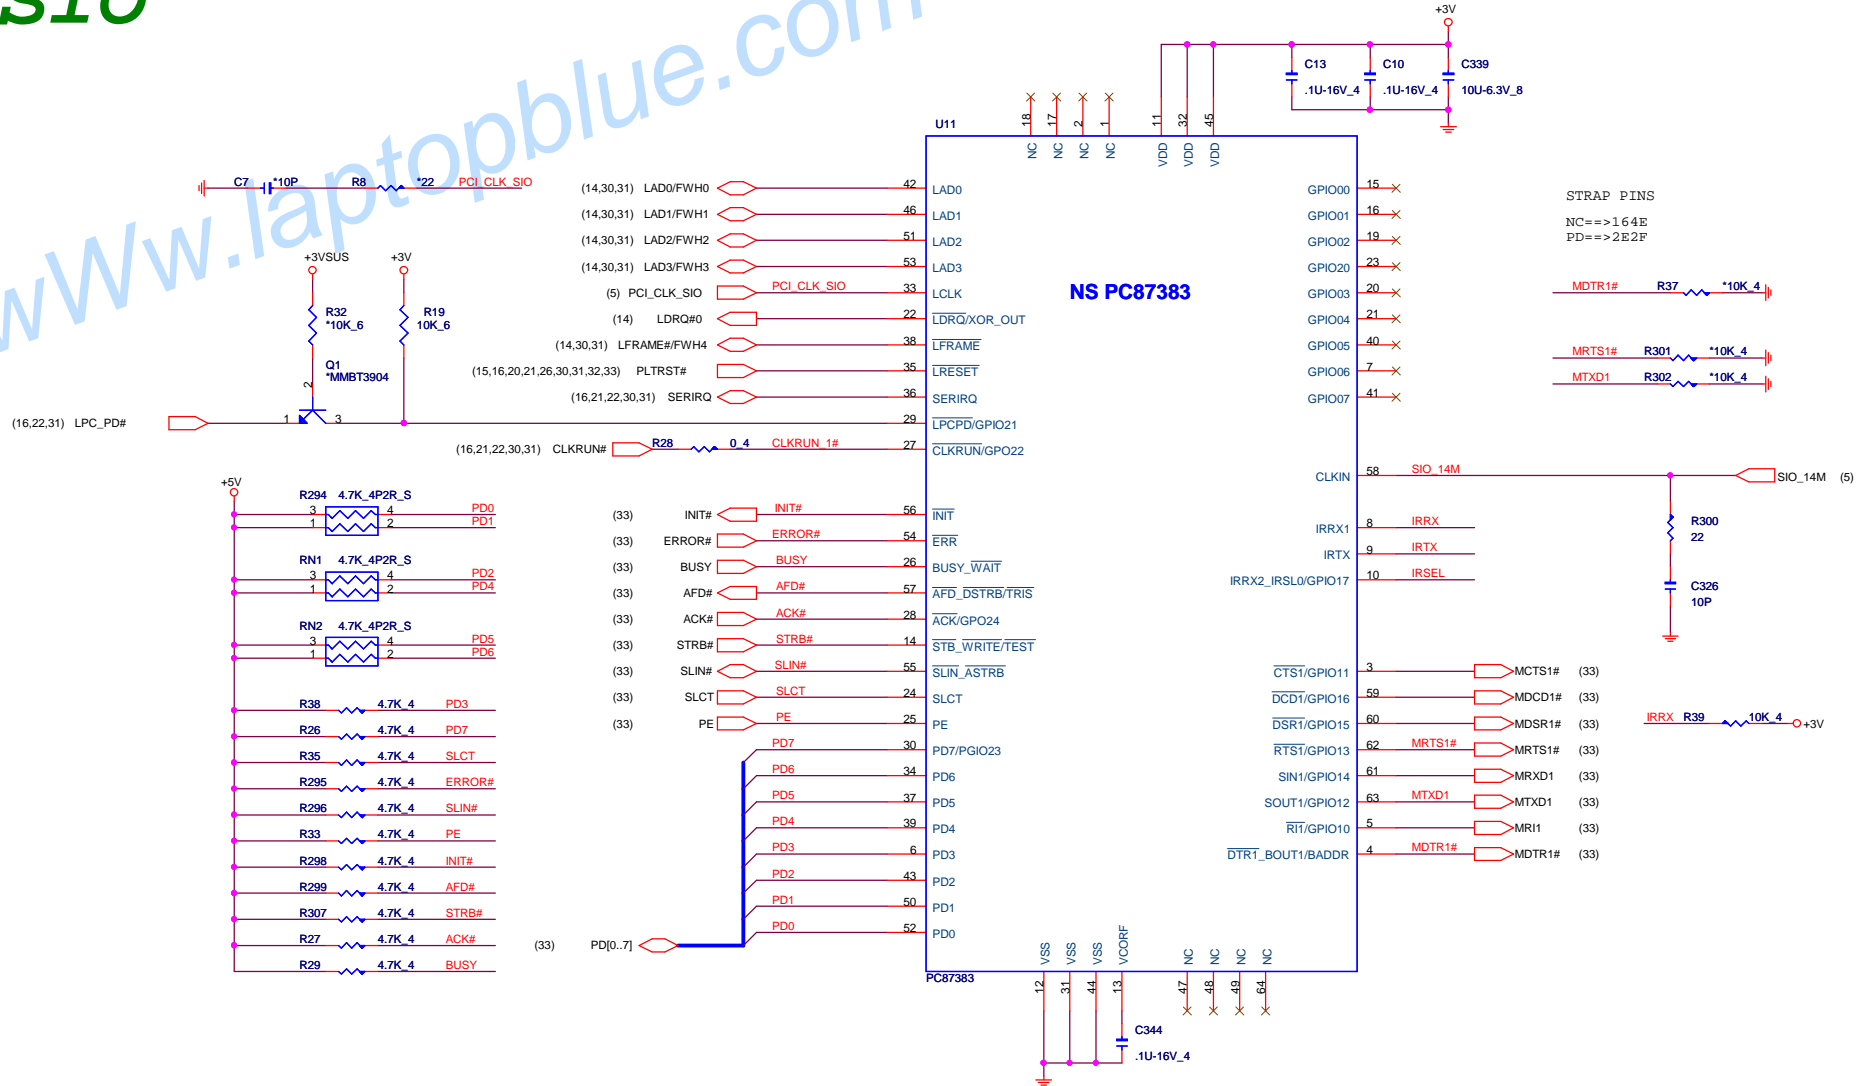 SIO
wWw.laptopblue.com
+3V
C13
.1U-16V_4
C10
.1U-16V_4
C339
10U-6.3V_8
U11
18 17 2 1 11 32 45
NC NC NC NC VDD VDD VDD
C7 *10P R8 *22 PCI_CLK_SIO
(14,30,31) LAD0/FWH0 42 LAD0
(14,30,31) LAD1/FWH1 46 LAD1
(14,30,31) LAD2/FWH2 51 LAD2
(14,30,31) LAD3/FWH3 53 LAD3
(5) PCI_CLK_SIO PCI_CLK_SIO 33 LCLK
(14) LDRQ#0 22 LDRQ/XOR_OUT
(14,30,31) LFRAME#/FWH4 38 LFRAME
(15,16,20,21,26,30,31,32,33) PLTRST# 35 LRESET
(16,21,22,30,31) SERIRQ 36 SERIRQ
+3VSUS +3V
R32
*10K_6
R19
10K_6
Q1
*MMBT3904
2
(16,22,31) LPC_PD# 1 3 29 LPCPD/GPIO21
(16,21,22,30,31) CLKRUN# R28 0_4 CLKRUN_1# 27 CLKRUN/GPO22
NS PC87383
GPIO00 15
GPIO01 16
GPIO02 19
GPIO20 23
GPIO03 20
GPIO04 21
GPIO05 40
GPIO06 7
GPIO07 41
STRAP PINS
NC==>164E
PD==>2E2F
MDTR1# R37 *10K_4
MRTS1# R301 *10K_4
MTXD1 R302 *10K_4
CLKIN 58 SIO_14M SIO_14M (5)
R300
22
C326
10P
IRRX1 8 IRRX
IRTX 9 IRTX
IRRX2_IRSL0/GPIO17 10 IRSEL
+5V
R294 4.7K_4P2R_S
3 4 PD0
1 2 PD1
RN1 4.7K_4P2R_S
3 4 PD2
1 2 PD4
RN2 4.7K_4P2R_S
3 4 PD5
1 2 PD6
R38 4.7K_4 PD3
R26 4.7K_4 PD7
R35 4.7K_4 SLCT
R295 4.7K_4 ERROR#
R296 4.7K_4 SLIN#
R33 4.7K_4 PE
R298 4.7K_4 INIT#
R299 4.7K_4 AFD#
R307 4.7K_4 STRB#
R27 4.7K_4 ACK#
R29 4.7K_4 BUSY
(33) INIT# INIT# 56 INIT
(33) ERROR# ERROR# 54 ERR
(33) BUSY BUSY 26 BUSY_WAIT
(33) AFD# AFD# 57 AFD_DSTRB/TRIS
(33) ACK# ACK# 28 ACK/GPO24
(33) STRB# STRB# 14 STB_WRITE/TEST
(33) SLIN# SLIN# 55 SLIN_ASTRB
(33) SLCT SLCT 24 SLCT
(33) PE PE 25 PE
PD7 30 PD7/PGIO23
PD6 34 PD6
PD5 37 PD5
PD4 39 PD4
PD3 6 PD3
PD2 43 PD2
PD1 50 PD1
PD0 52 PD0
(33) PD[0..7]
CTS1/GPIO11 3 MCTS1# (33)
DCD1/GPIO16 59 MDCD1# (33)
DSR1/GPIO15 60 MDSR1# (33)
RTS1/GPIO13 62 MRTS1# MRTS1# (33)
SIN1/GPIO14 61 MRXD1 (33)
SOUT1/GPIO12 63 MTXD1 MTXD1 (33)
RI1/GPIO10 5 MRI1 (33)
DTR1_BOUT1/BADDR 4 MDTR1# MDTR1# (33)
IRRX R39 10K_4 +3V
VSS VSS VSS VCORF NC NC NC NC
PC87383
12 31 44 13 47 48 49 64
C344
.1U-16V_4